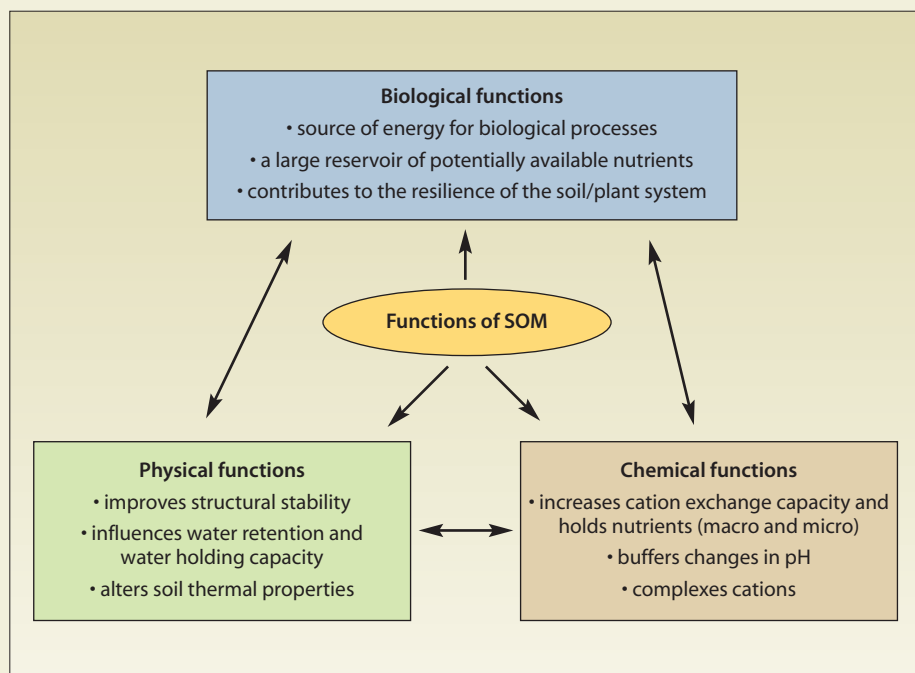 Biological functions
• source of energy for biological processes
• a large reservoir of potentially available nutrients
• contributes to the resilience of the soil/plant system
Functions of SOM
Physical functions
• improves structural stability
• influences water retention and
water holding capacity
• alters soil thermal properties
Chemical functions
• increases cation exchange capacity and
holds nutrients (macro and micro)
• buffers changes in pH
• complexes cations